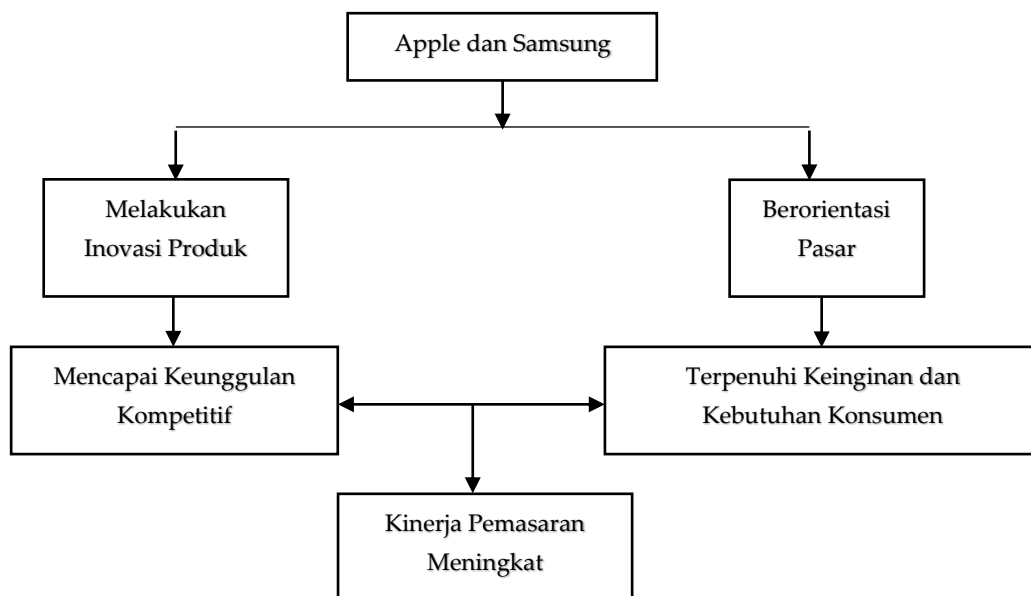 Apple dan Samsung
Melakukan
Inovasi Produk
Berorientasi
Pasar
Mencapai Keunggulan
Kompetitif
Terpenuhi Keinginan dan
Kebutuhan Konsumen
Kinerja Pemasaran
Meningkat